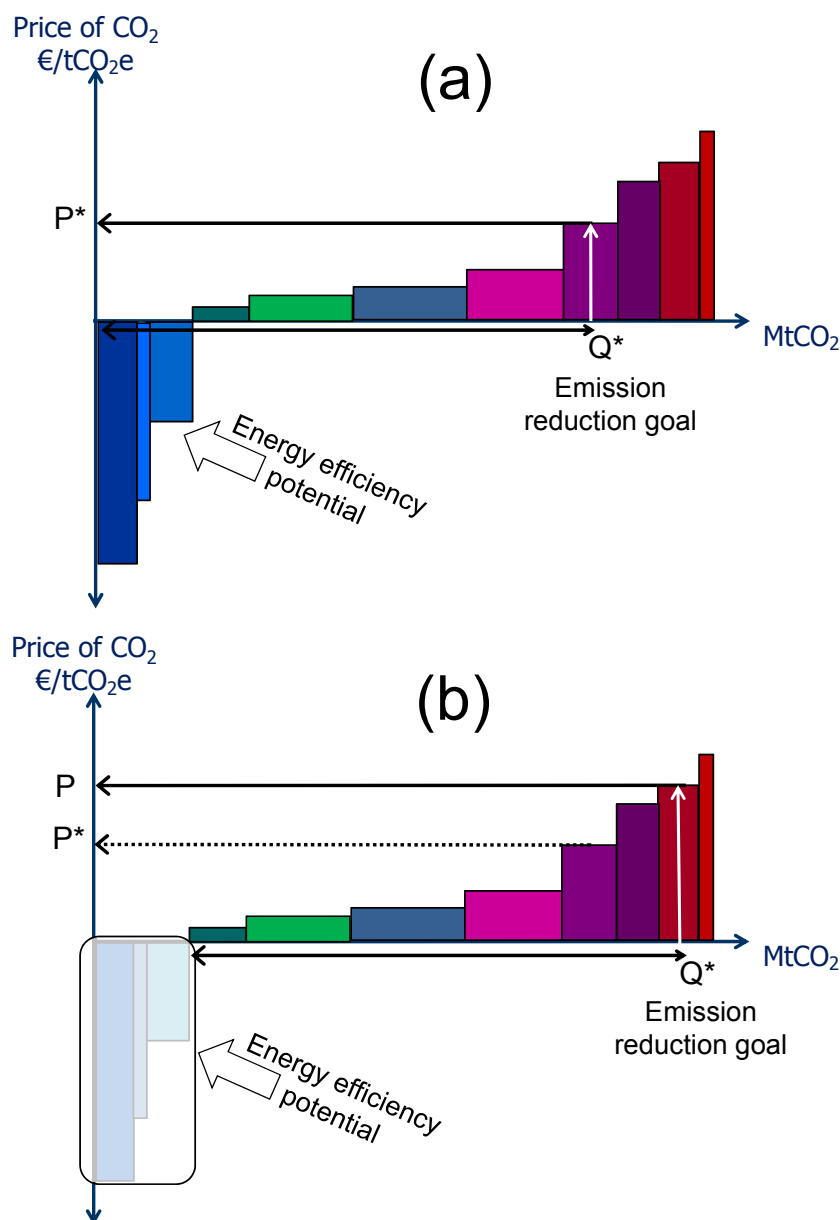 Price of CO₂
€/tCO₂e
(a)
P*
Q*
MtCO₂
Emission
reduction goal
Energy efficiency
potential
Price of CO₂
€/tCO₂e
(b)
P
P*
Q*
MtCO₂
Emission
reduction goal
Energy efficiency
potential